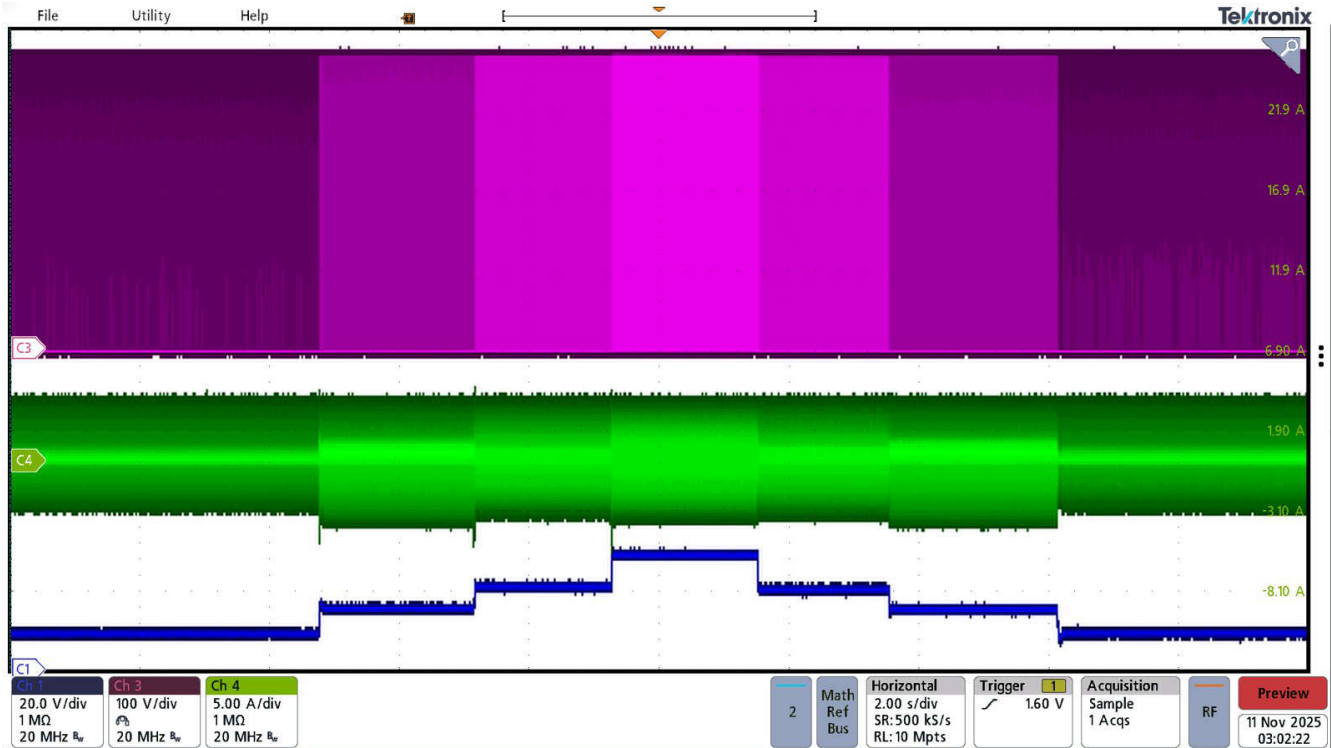 File Utility Help
Tektronix
21.9 A
16.9 A
11.9 A
C3
6.90 A
1.90 A
C4
-3.10 A
-8.10 A
C1
Ch 1
20.0 V/div
1 MΩ
20 MHz Bw
Ch 3
100 V/div
20 MHz Bw
Ch 4
5.00 A/div
1 MΩ
20 MHz Bw
2
Math
Ref
Bus
Horizontal
2.00 s/div
SR: 500 kS/s
RL: 10 Mpts
Trigger 1
1.60 V
Acquisition
Sample
1 Acqs
RF
Preview
11 Nov 2025
03:02:22